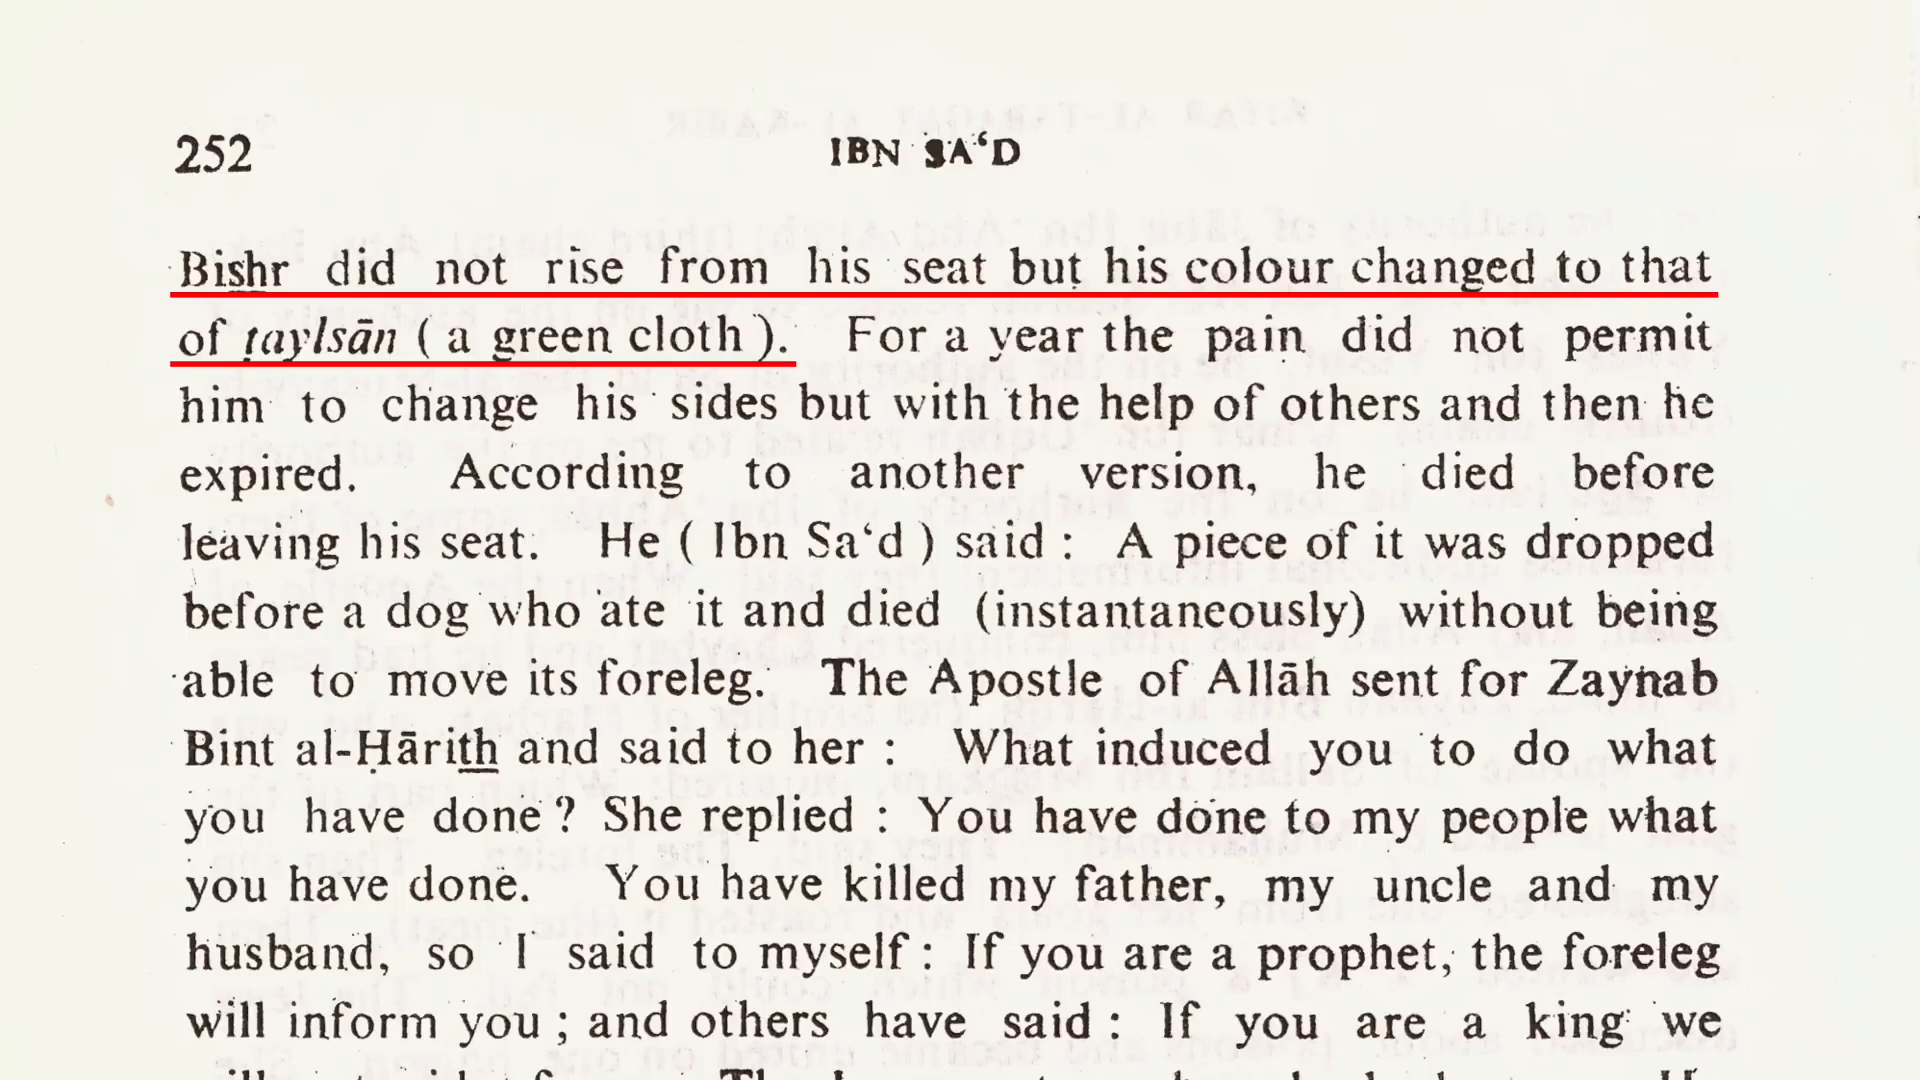 252 IBN SA‘D
Bishr did not rise from his seat but his colour changed to that
of ṭaylsān ( a green cloth ). For a year the pain did not permit
him to change his sides but with the help of others and then he
expired. According to another version, he died before
leaving his seat. He ( Ibn Sa‘d ) said : A piece of it was dropped
before a dog who ate it and died (instantaneously) without being
able to move its foreleg. The Apostle of Allāh sent for Zaynab
Bint al-Ḥārith and said to her : What induced you to do what
you have done ? She replied : You have done to my people what
you have done. You have killed my father, my uncle and my
husband, so I said to myself : If you are a prophet, the foreleg
will inform you ; and others have said : If you are a king we